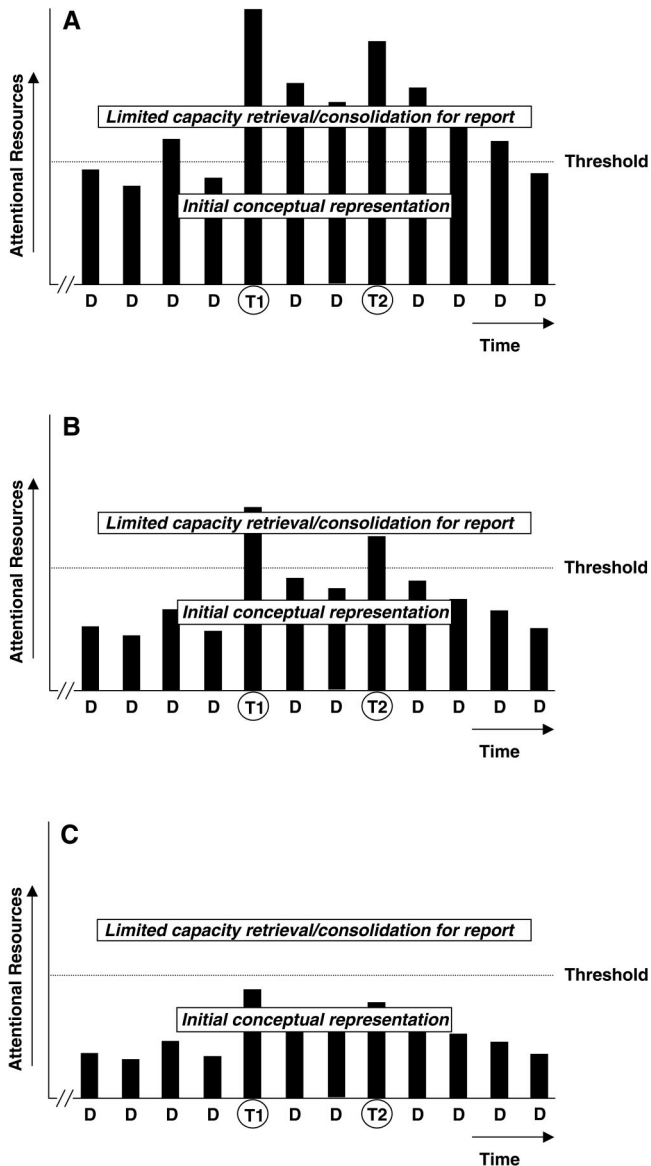 A
Attentional Resources
Limited capacity retrieval/consolidation for report
Threshold
Initial conceptual representation
D D D D T1 D D T2 D D D D
Time
B
Attentional Resources
Limited capacity retrieval/consolidation for report
Threshold
Initial conceptual representation
D D D D T1 D D T2 D D D D
Time
C
Attentional Resources
Limited capacity retrieval/consolidation for report
Threshold
Initial conceptual representation
D D D D T1 D D T2 D D D D
Time